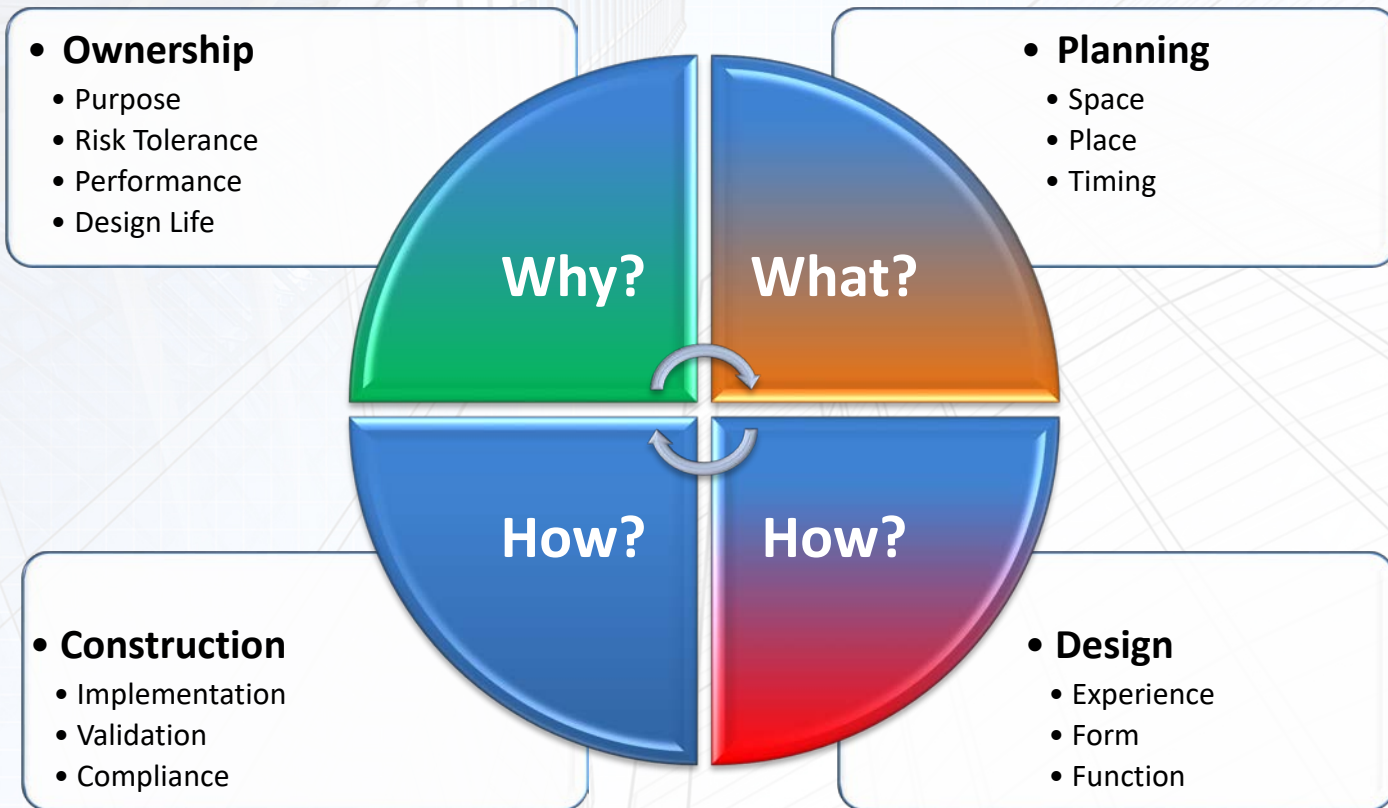 • Ownership
• Purpose
• Risk Tolerance
• Performance
• Design Life
• Planning
• Space
• Place
• Timing
Why?
What?
How?
How?
• Construction
• Implementation
• Validation
• Compliance
• Design
• Experience
• Form
• Function